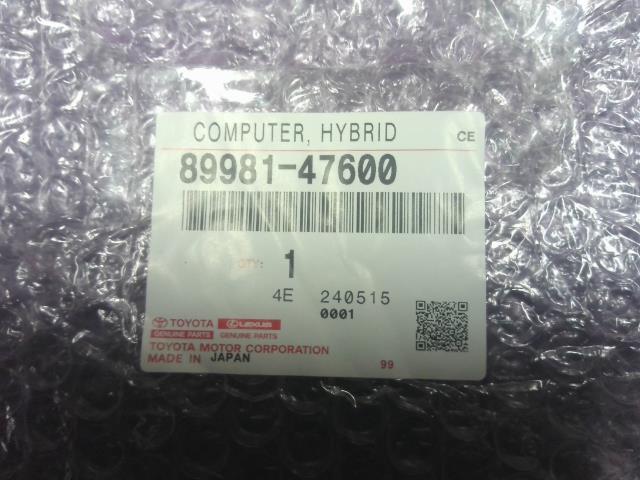 COMPUTER, HYBRID CE
89981-47600
QTY: 1
4E 240515
0001
TOYOTA LEXUS
GENUINE PARTS GENUINE PARTS
TOYOTA MOTOR CORPORATION
MADE IN JAPAN
99